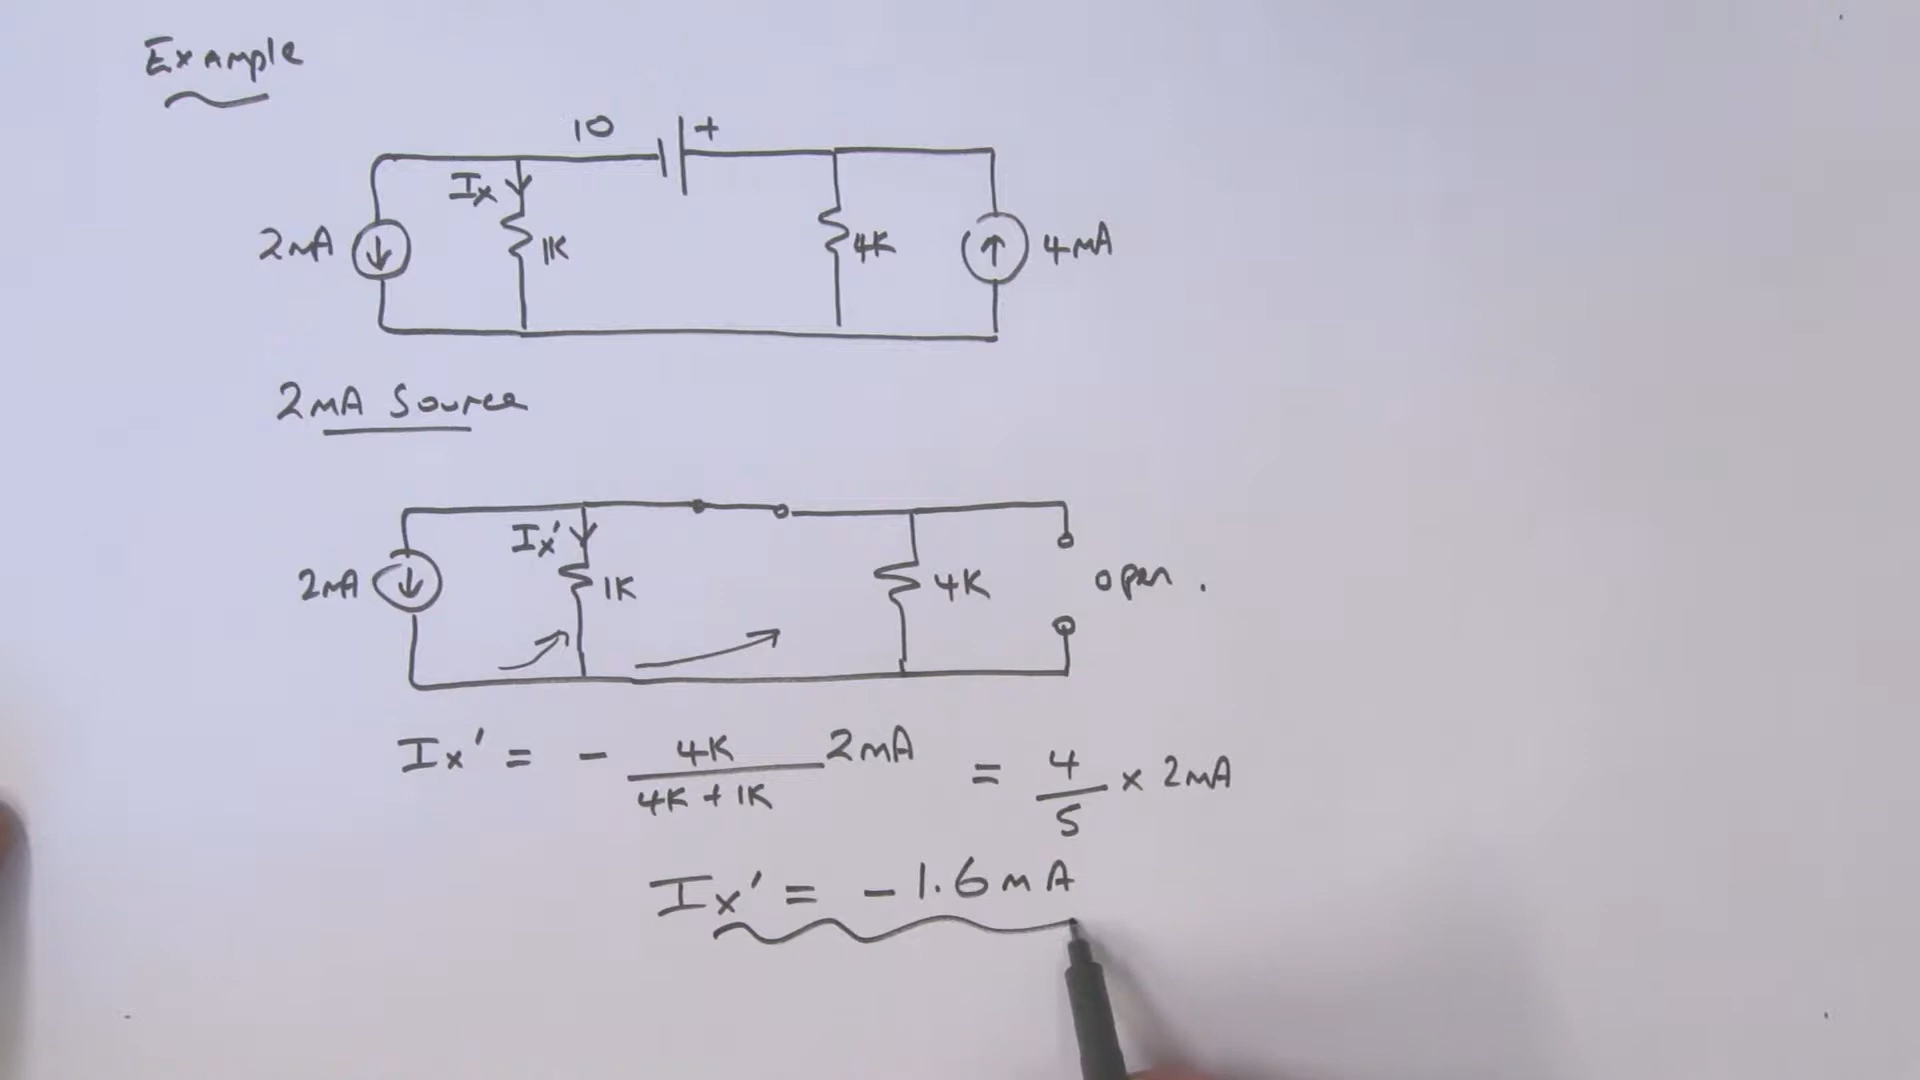 Example
10 +
Ix
2mA 1K 4K 4mA
2mA Source
Ix'
2mA 1K 4K open.
Ix' = - 4K / 4K + 1K 2mA = 4 / 5 x 2mA
Ix' = -1.6mA